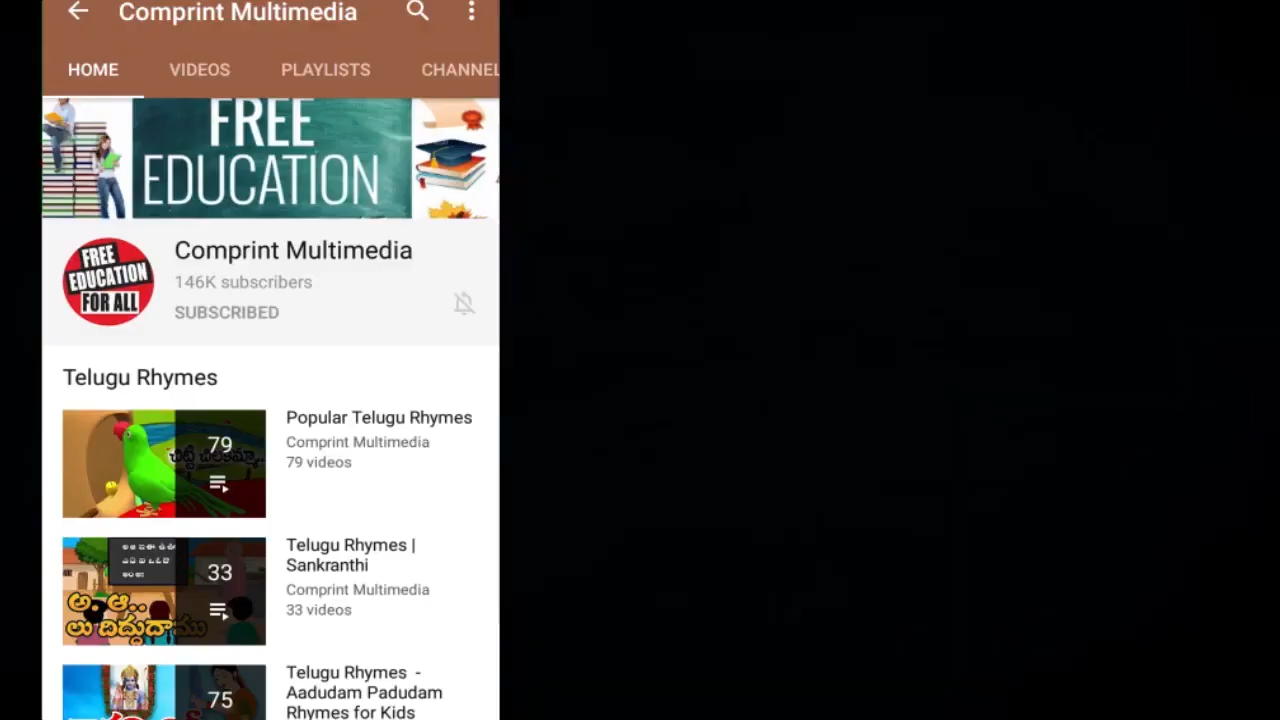 Comprint Multimedia
HOME VIDEOS PLAYLISTS CHANNEL
FREE
EDUCATION
FREE
EDUCATION
FOR ALL
Comprint Multimedia
146K subscribers
SUBSCRIBED
Telugu Rhymes
79
చిట్టి చిలకమ్మా..
Popular Telugu Rhymes
Comprint Multimedia
79 videos
33
అ. ఆ..
లు దిద్దుదాము
Telugu Rhymes |
Sankranthi
Comprint Multimedia
33 videos
75
Telugu Rhymes -
Aadudam Padudam
Rhymes for Kids